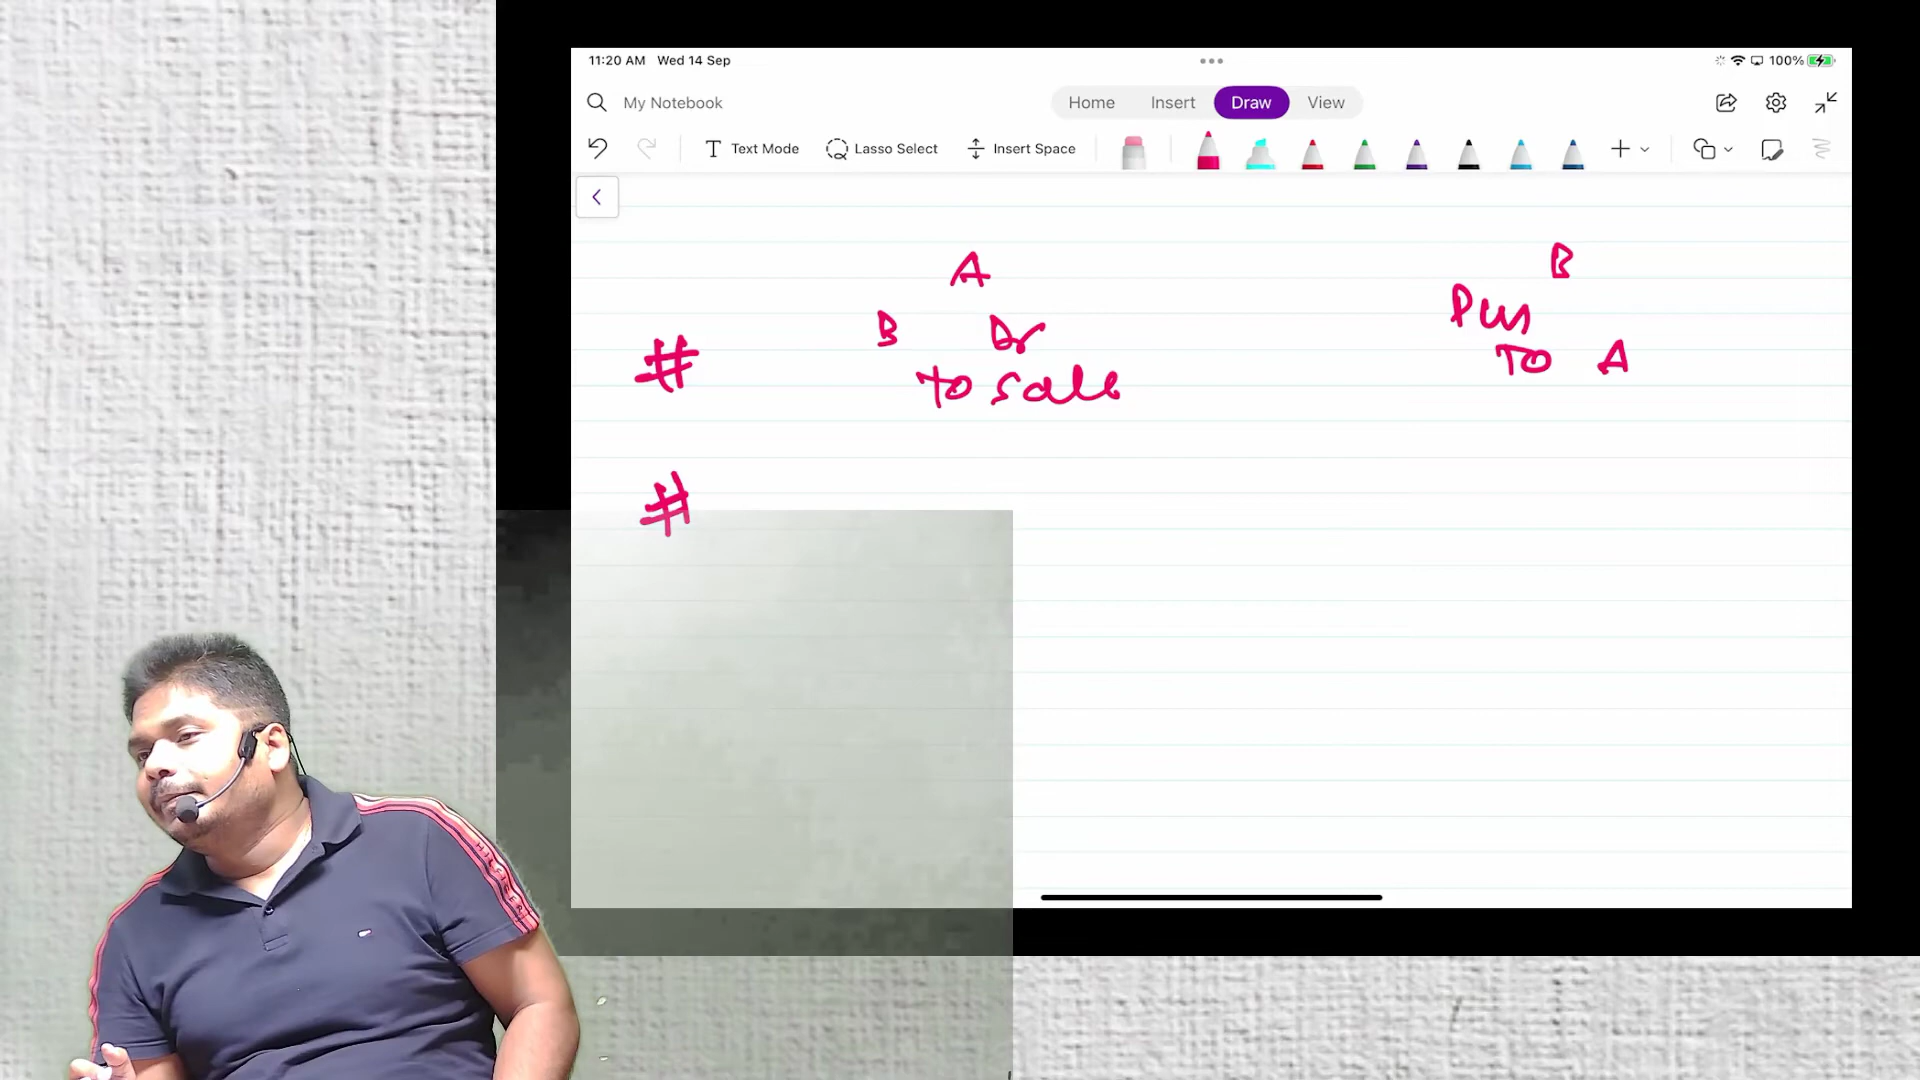 11:20 AM Wed 14 Sep
100%
My Notebook
Home Insert Draw View
Text Mode Lasso Select Insert Space
A
B
B Dr
Pur
# To Sale
To A
#